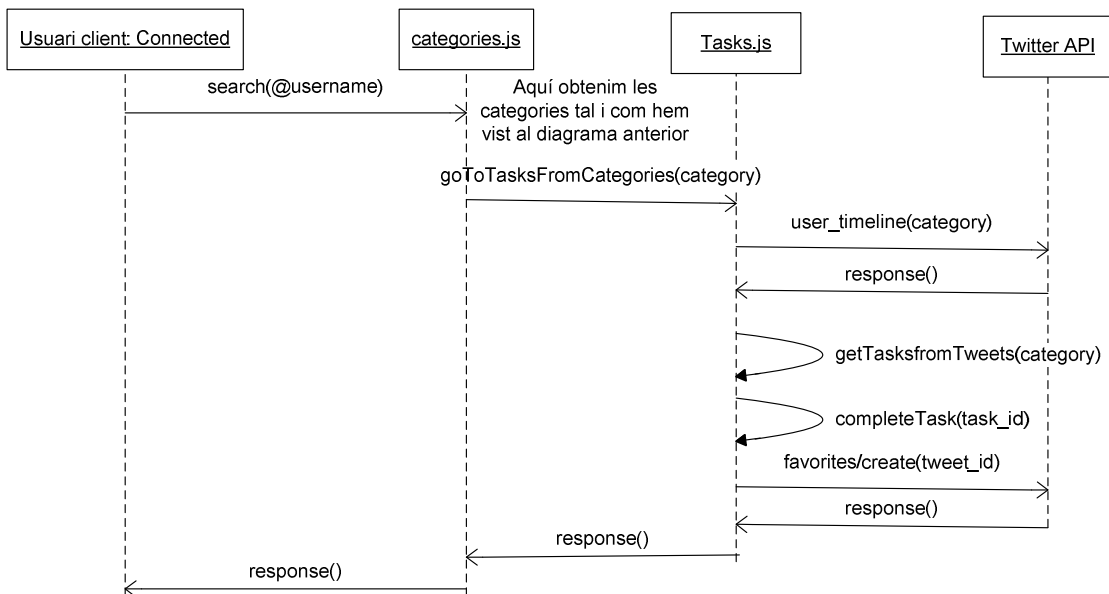 Usuari client: Connected
categories.js
Tasks.js
Twitter API
search(@username)
Aquí obtenim les
categories tal i com hem
vist al diagrama anterior
goToTasksFromCategories(category)
user_timeline(category)
response()
getTasksfromTweets(category)
completeTask(task_id)
favorites/create(tweet_id)
response()
response()
response()